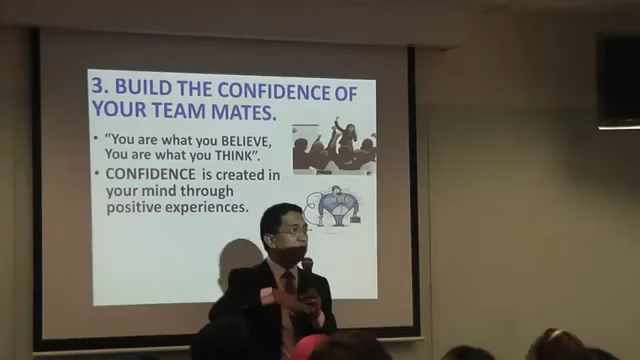 3. BUILD THE CONFIDENCE OF
YOUR TEAM MATES.
• "You are what you BELIEVE,
You are what you THINK".
• CONFIDENCE is created in
your mind through
positive experiences.